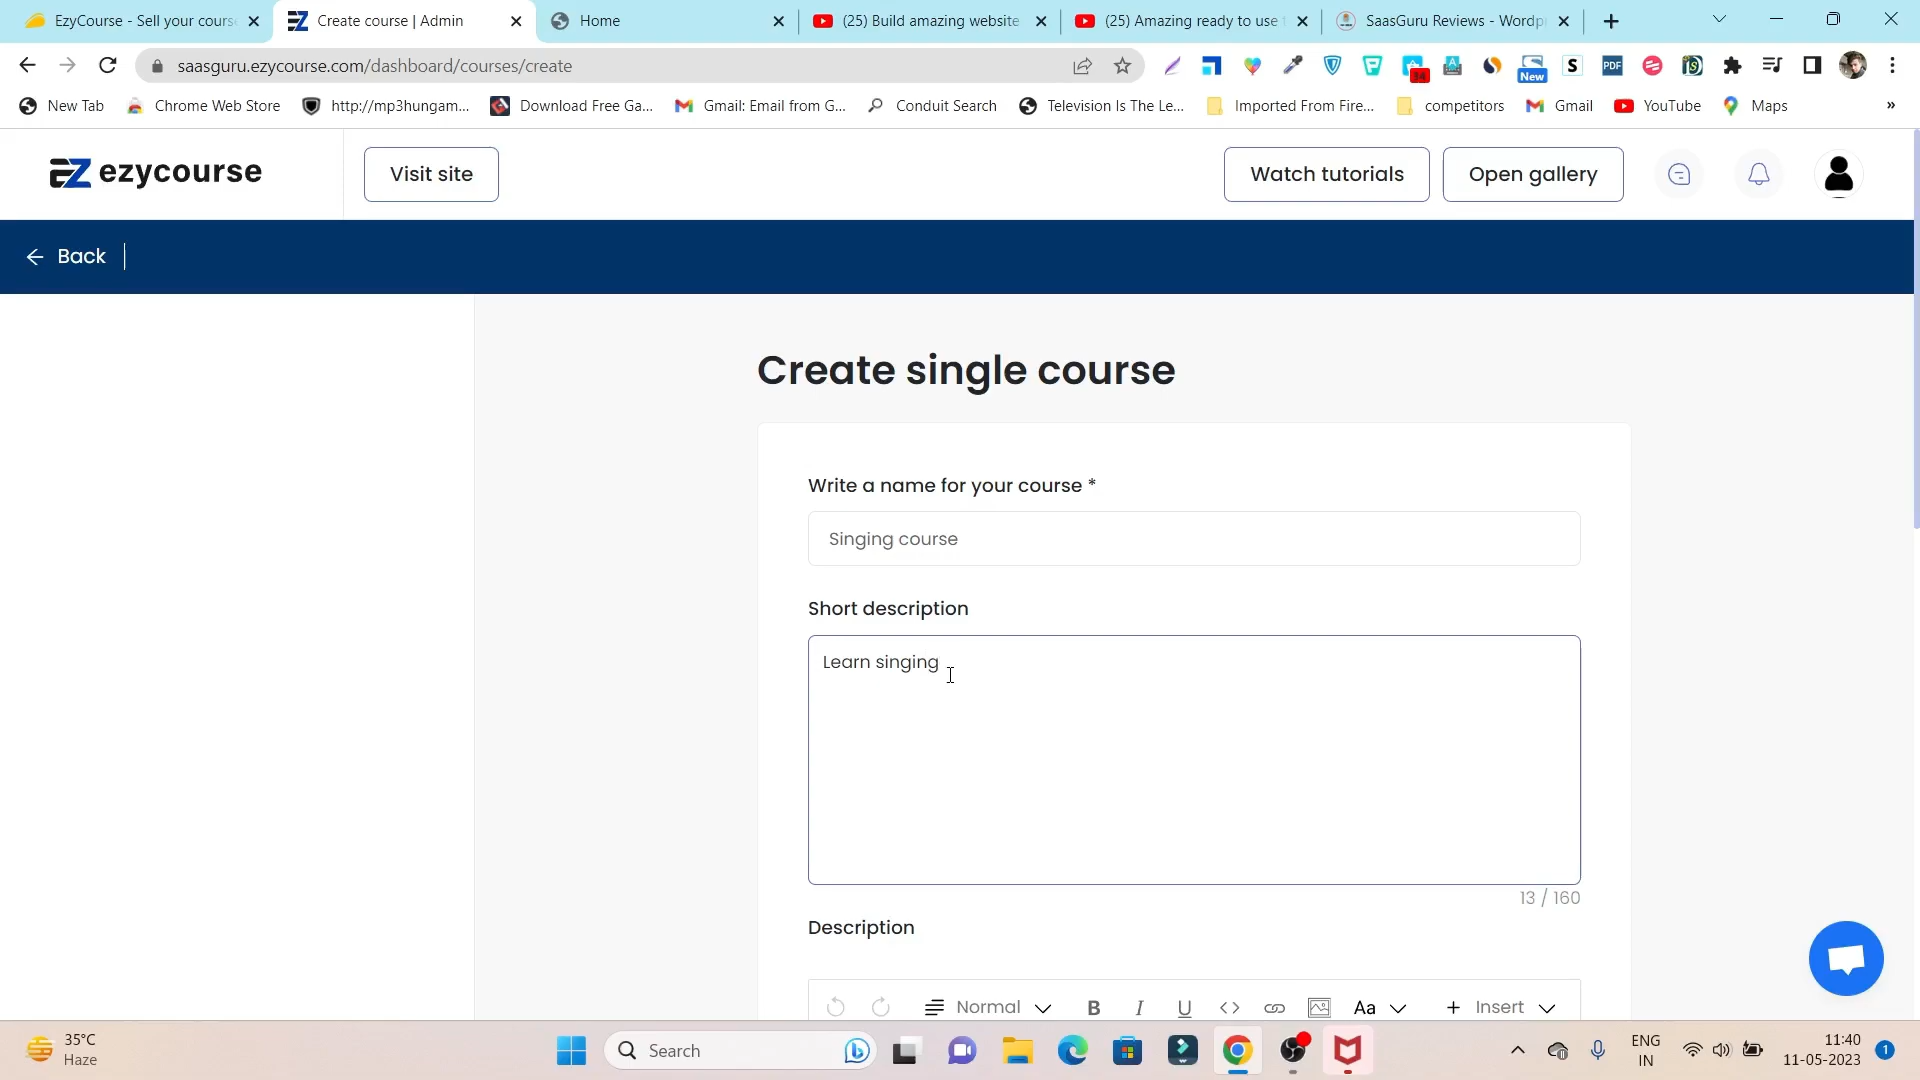 EzyCourse - Sell your cours
Create course | Admin
Home
(25) Build amazing website
(25) Amazing ready to use
SaasGuru Reviews - Wordp
saasguru.ezycourse.com/dashboard/courses/create
34
New
S
PDF
New Tab
Chrome Web Store
http://mp3hungam...
Download Free Ga...
Gmail: Email from G...
Conduit Search
Television Is The Le...
Imported From Fire...
competitors
Gmail
YouTube
Maps
»
EZ ezycourse
Visit site
Watch tutorials
Open gallery
Back
Create single course
Write a name for your course *
Singing course
Short description
Learn singing
13 / 160
Description
Normal
B
I
U
Aa
+ Insert
35°C
Haze
Search
ENG
IN
11:40
11-05-2023
1